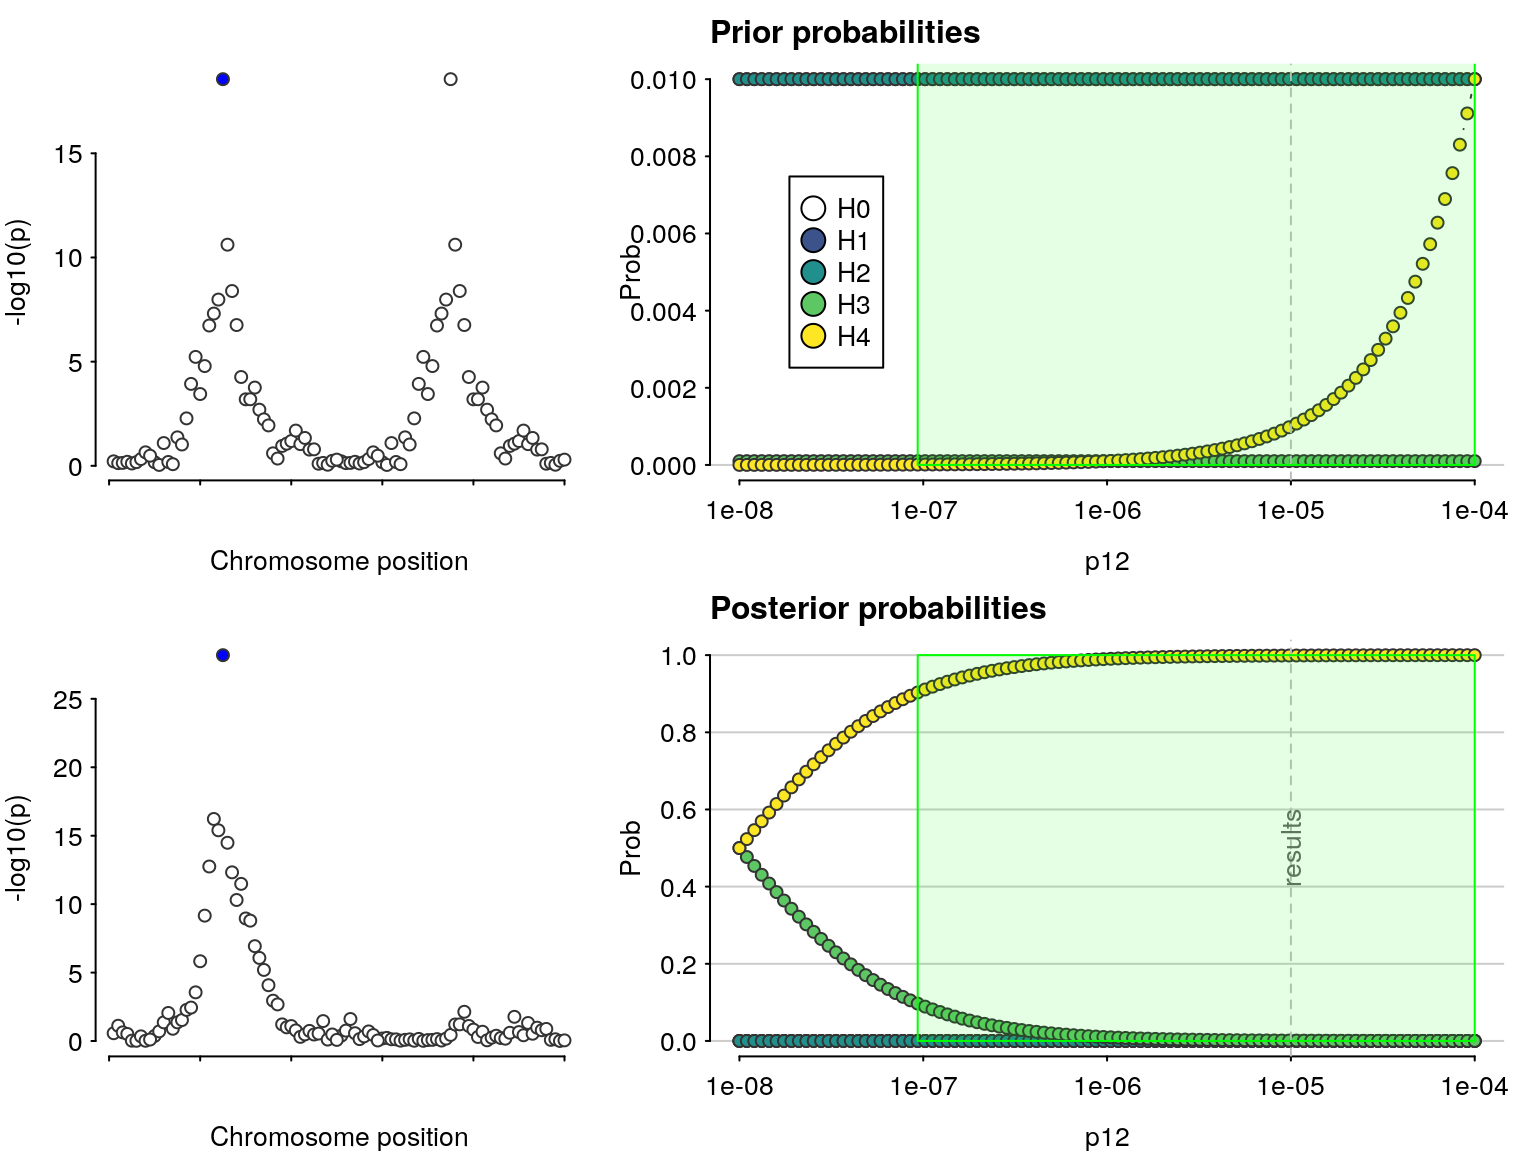 Prior probabilities
15
10
5
0
-log10(p)
Chromosome position
0.010
0.008
0.006
0.004
0.002
0.000
Prob
H0
H1
H2
H3
H4
1e-08
1e-07
1e-06
1e-05
1e-04
p12
Posterior probabilities
25
20
15
10
5
0
-log10(p)
Chromosome position
1.0
0.8
0.6
0.4
0.2
0.0
Prob
results
1e-08
1e-07
1e-06
1e-05
1e-04
p12